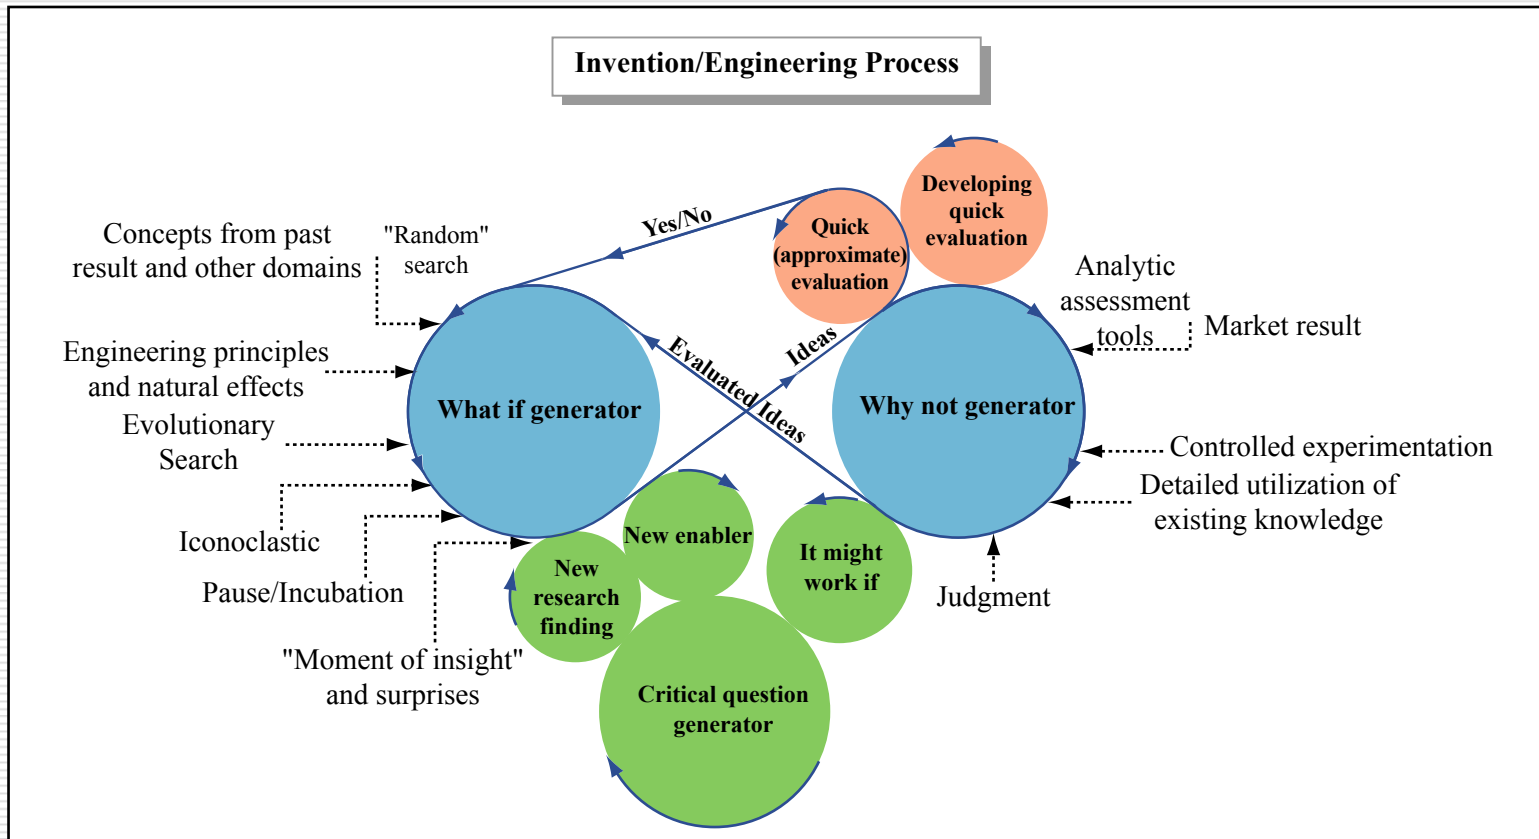 Invention/Engineering Process
Developing
quick
evaluation
Yes/No
Quick
(approximate)
evaluation
Concepts from past
result and other domains
"Random"
search
Analytic
assessment
tools
Market result
Engineering principles
and natural effects
Ideas
Evaluated Ideas
What if generator
Why not generator
Evolutionary
Search
Controlled experimentation
Detailed utilization of
existing knowledge
Iconoclastic
New enabler
It might
work if
New
research
finding
Pause/Incubation
Judgment
"Moment of insight"
and surprises
Critical question
generator